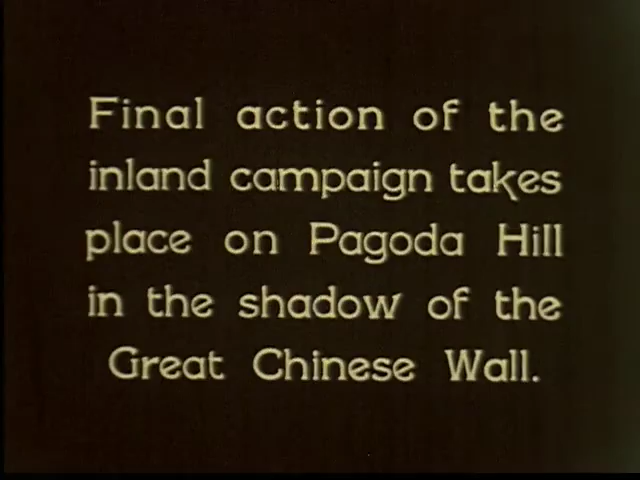 Final action of the
inland campaign takes
place on Pagoda Hill
in the shadow of the
Great Chinese Wall.